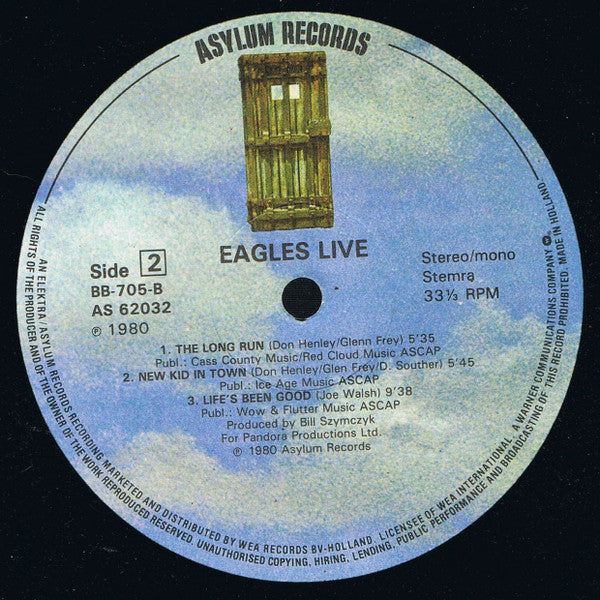 ASYLUM RECORDS
EAGLES LIVE
Side 2
BB-705-B
AS 62032
℗ 1980
Stereo/mono
Stemra
33⅓ RPM
1. THE LONG RUN (Don Henley/Glenn Frey) 5'35
Publ.: Cass County Music/Red Cloud Music ASCAP
2. NEW KID IN TOWN (Don Henley/Glen Frey/D. Souther) 5'45
Publ.: Ice Age Music ASCAP
3. LIFE'S BEEN GOOD (Joe Walsh) 9'38
Publ.: Wow & Flutter Music ASCAP
Produced by Bill Szymczyk
For Pandora Productions Ltd.
℗ 1980 Asylum Records
AN ELEKTRA/ASYLUM RECORDS RECORDING MARKETED AND DISTRIBUTED BY WEA RECORDS BV-HOLLAND. LICENSEE OF WEA INTERNATIONAL. A WARNER COMMUNICATIONS COMPANY
ALL RIGHTS OF THE PRODUCER AND OF THE OWNER OF THE WORK REPRODUCED RESERVED. UNAUTHORISED COPYING, HIRING, LENDING, PUBLIC PERFORMANCE AND BROADCASTING OF THIS RECORD PROHIBITED. MADE IN HOLLAND